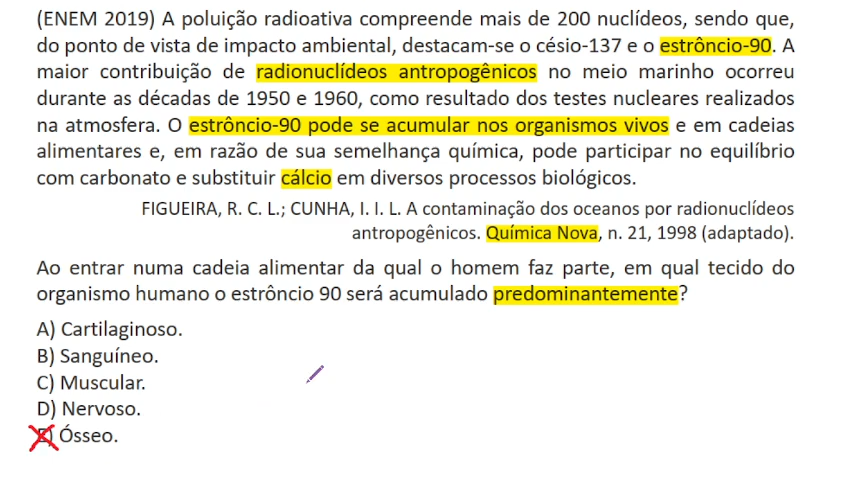 (ENEM 2019) A poluição radioativa compreende mais de 200 nuclídeos, sendo que,
do ponto de vista de impacto ambiental, destacam-se o césio-137 e o estrôncio-90. A
maior contribuição de radionuclídeos antropogênicos no meio marinho ocorreu
durante as décadas de 1950 e 1960, como resultado dos testes nucleares realizados
na atmosfera. O estrôncio-90 pode se acumular nos organismos vivos e em cadeias
alimentares e, em razão de sua semelhança química, pode participar no equilíbrio
com carbonato e substituir cálcio em diversos processos biológicos.
FIGUEIRA, R. C. L.; CUNHA, I. I. L. A contaminação dos oceanos por radionuclídeos
antropogênicos. Química Nova, n. 21, 1998 (adaptado).
Ao entrar numa cadeia alimentar da qual o homem faz parte, em qual tecido do
organismo humano o estrôncio 90 será acumulado predominantemente?
A) Cartilaginoso.
B) Sanguíneo.
C) Muscular.
D) Nervoso.
E) Ósseo.